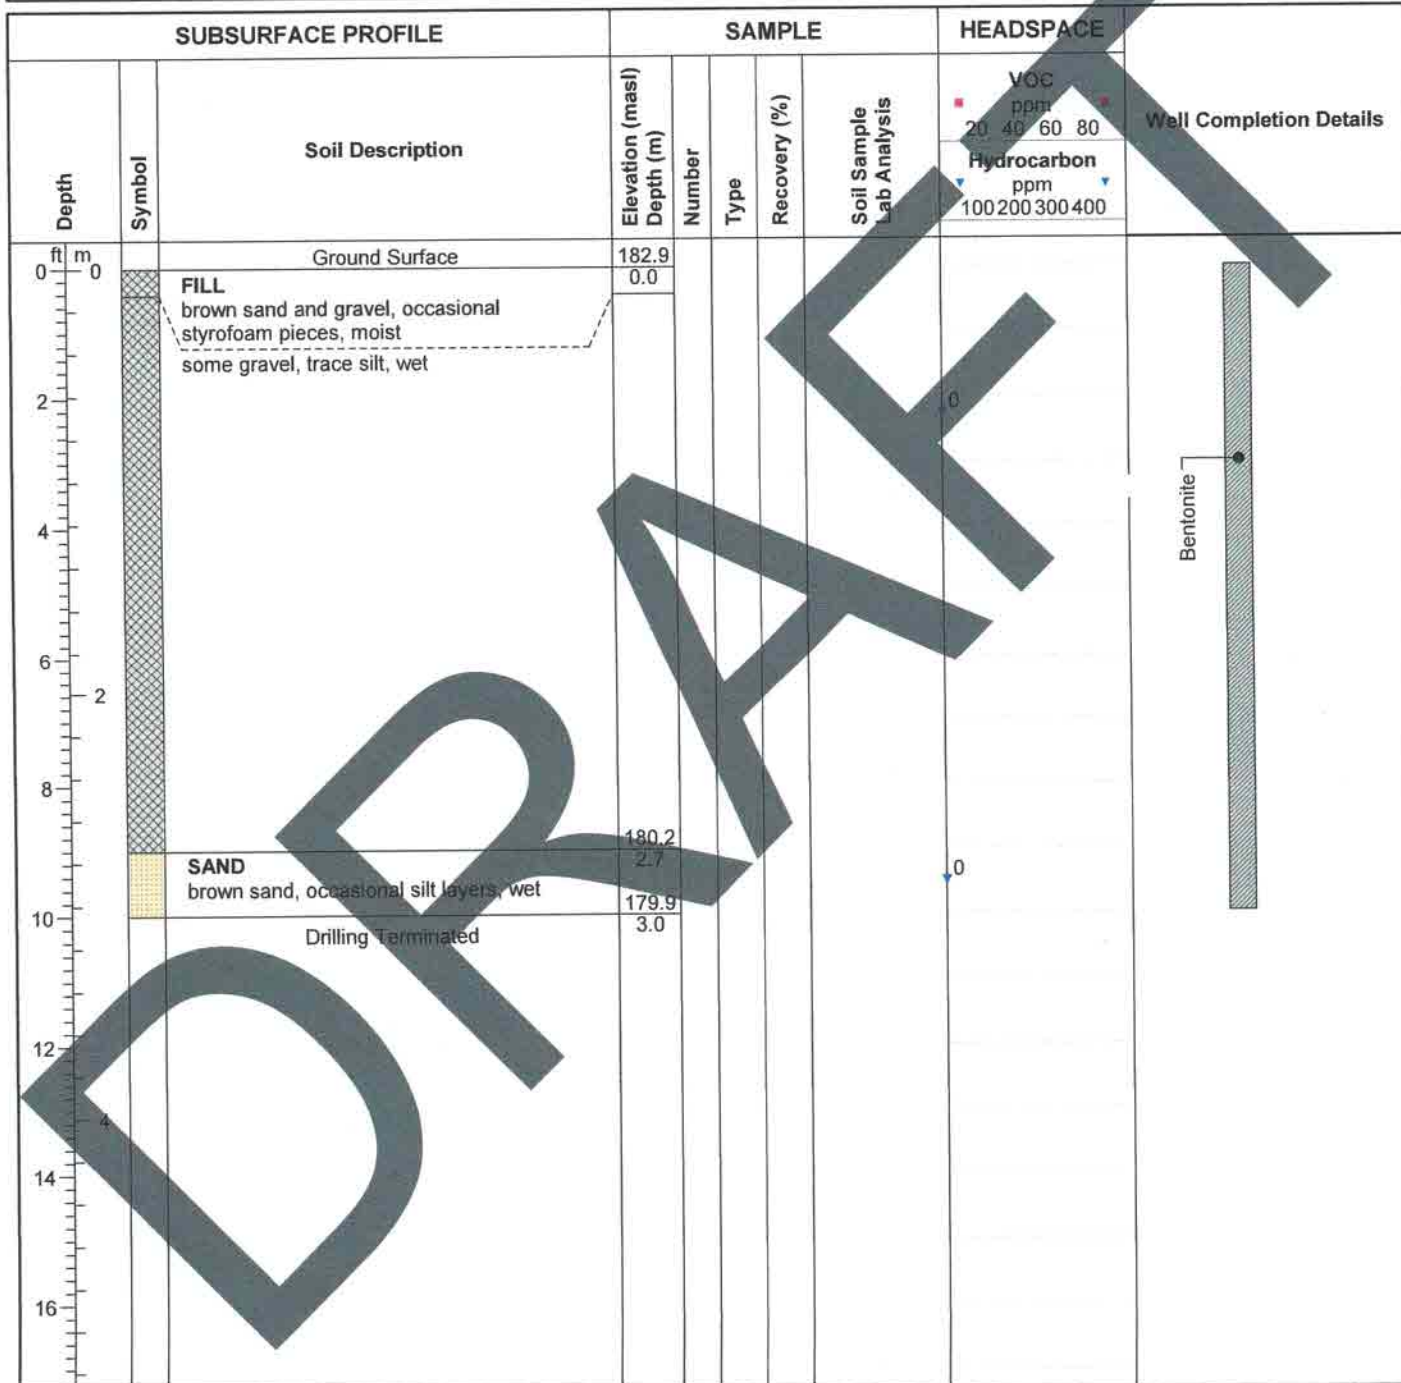 SUBSURFACE PROFILE
SAMPLE
HEADSPACE
Depth
Symbol
Soil Description
Elevation (masl)
Depth (m)
Number
Type
Recovery (%)
Soil Sample
Lab Analysis
VOC
ppm
20 40 60 80
Hydrocarbon
ppm
100 200 300 400
Well Completion Details
ft m
0 0
Ground Surface
182.9
0.0
FILL
brown sand and gravel, occasional
styrofoam pieces, moist
some gravel, trace silt, wet
2
0
Bentonite
4
6
2
8
180.2
2.7
SAND
brown sand, occasional silt layers, wet
0
179.9
3.0
10
Drilling Terminated
12
4
14
16
DRAFT